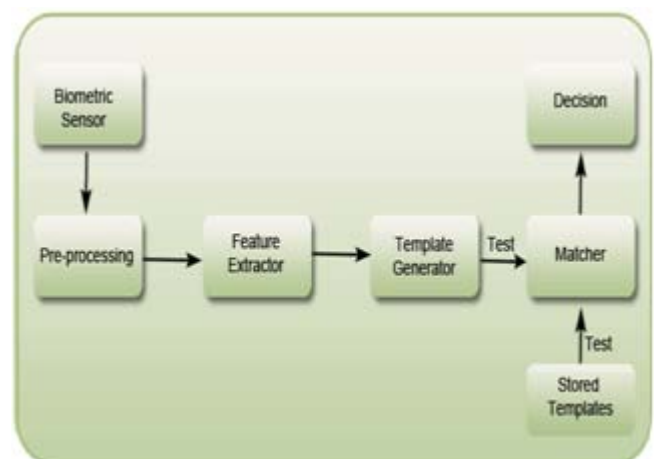 Biometric
Sensor
Decision
Pre-processing
Feature
Extractor
Template
Generator
Test
Matcher
Test
Stored
Templates